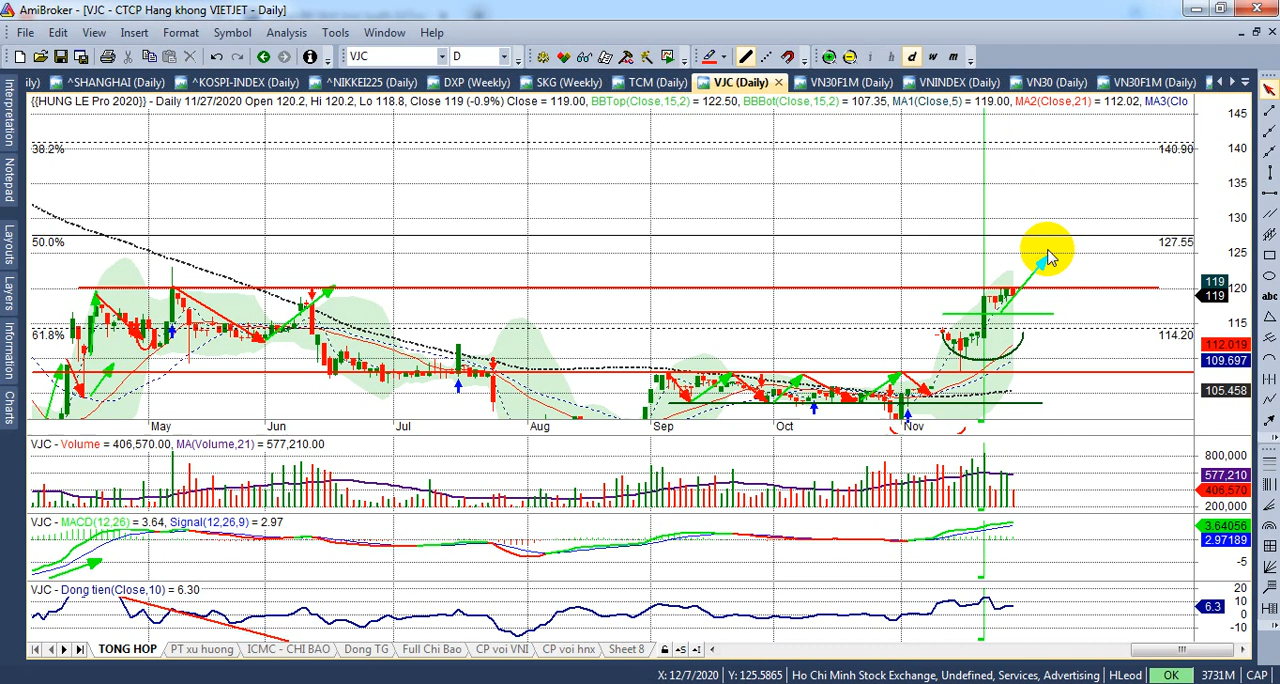 AmiBroker - [VJC - CTCP Hang khong VIETJET - Daily]
File Edit View Insert Format Symbol Analysis Tools Window Help
VJC D i h d w m
ily) ^SHANGHAI (Daily) ^KOSPI-INDEX (Daily) ^NIKKEI225 (Daily) DXP (Weekly) SKG (Weekly) TCM (Daily) VJC (Daily) VN30F1M (Daily) VNINDEX (Daily) VN30 (Daily) VN30F1M (Daily)
{{HUNG LE Pro 2020}} - Daily 11/27/2020 Open 120.2, Hi 120.2, Lo 118.8, Close 119 (-0.9%) Close = 119.00, BBTop(Close,15,2) = 122.50, BBBot(Close,15,2) = 107.35, MA1(Close,5) = 119.00, MA2(Close,21) = 112.02, MA3(Clo
Interpretation
Notepad
Layouts
Layers
Information
Charts
145
38.2% 140.90 140
135
130
50.0% 127.55
125
119 120
119
115
61.8% 114.20
112.019
109.697
105.458
May Jun Jul Aug Sep Oct Nov
VJC - Volume = 406,570.00, MA(Volume,21) = 577,210.00
800,000
577,210
406,570
200,000
VJC - MACD(12,26) = 3.64, Signal(12,26,9) = 2.97
3.64056
2.97189
-5
VJC - Dong tien(Close,10) = 6.30
20
10
6.3
-10
TONG HOP PT xu huong ICMC - CHI BAO Dong TG Full Chi Bao CP voi VNI CP voi hnx Sheet 8
X: 12/7/2020 Y: 125.5865 Ho Chi Minh Stock Exchange, Undefined, Services, Advertising HLeod OK 3731M CAP
abc